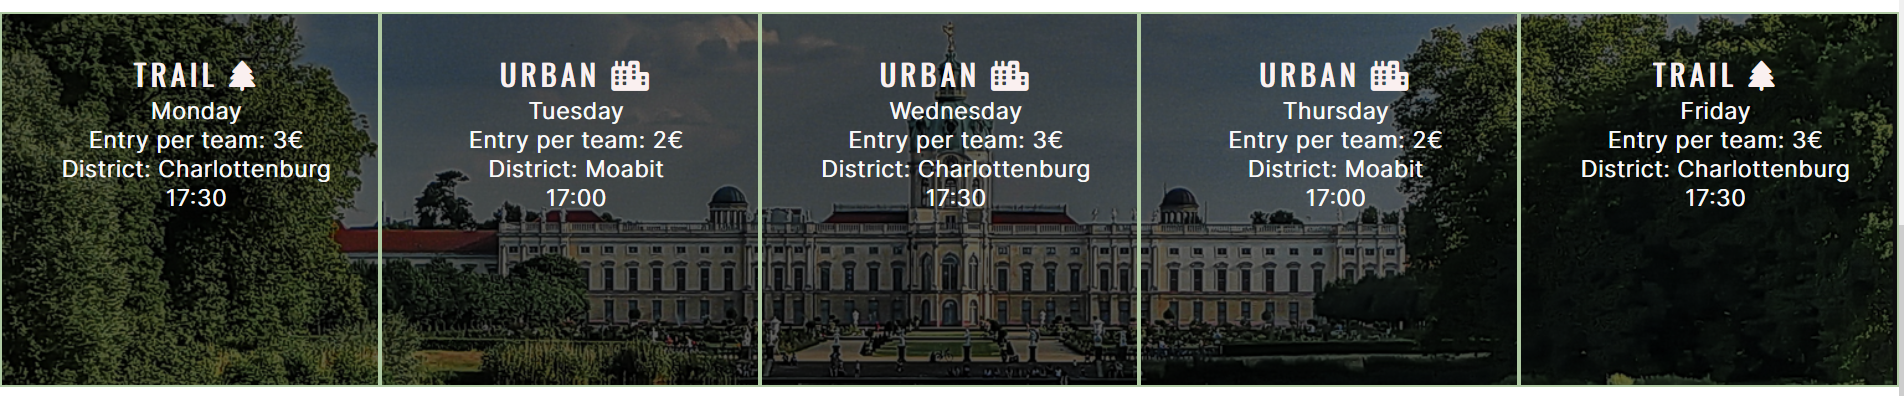 TRAIL
Monday
Entry per team: 3€
District: Charlottenburg
17:30
URBAN
Tuesday
Entry per team: 2€
District: Moabit
17:00
URBAN
Wednesday
Entry per team: 3€
District: Charlottenburg
17:30
URBAN
Thursday
Entry per team: 2€
District: Moabit
17:00
TRAIL
Friday
Entry per team: 3€
District: Charlottenburg
17:30